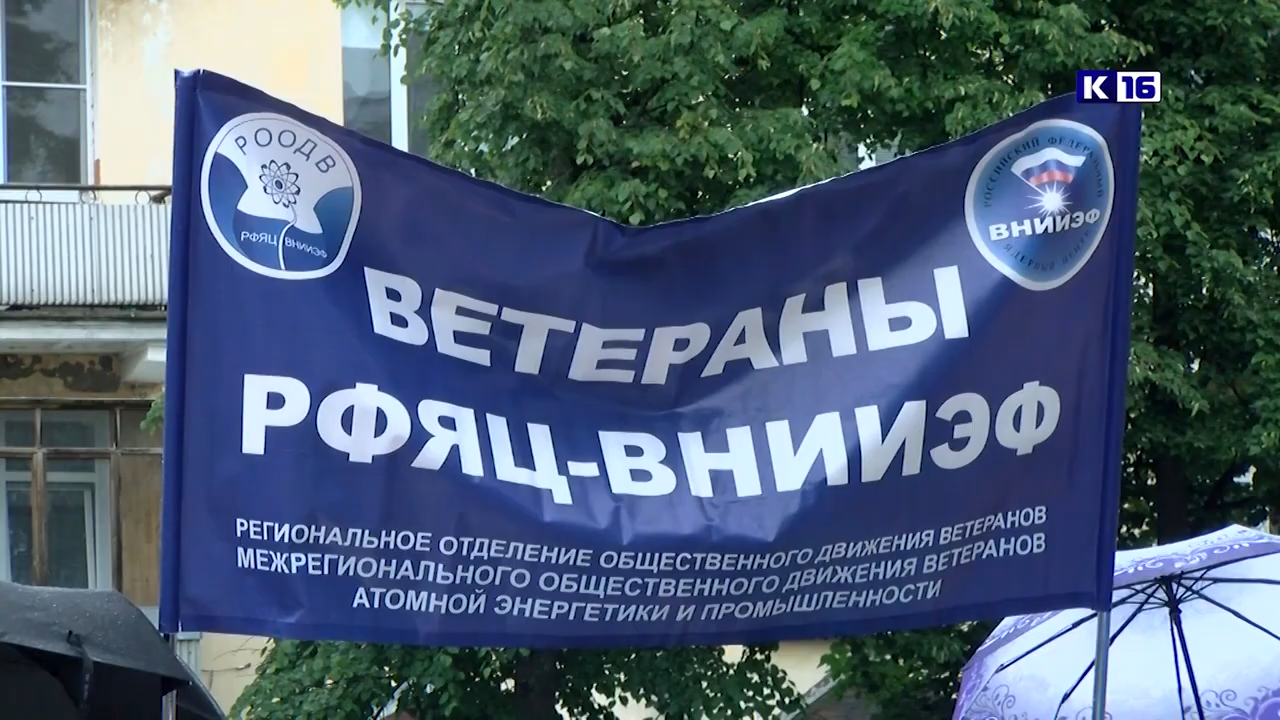 К 16
РООДВ
РФЯЦ ВНИИЭФ
РОССИЙСКИЙ ФЕДЕРАЛЬНЫЙ
ВНИИЭФ
ЯДЕРНЫЙ ЦЕНТР
ВЕТЕРАНЫ
РФЯЦ-ВНИИЭФ
РЕГИОНАЛЬНОЕ ОТДЕЛЕНИЕ ОБЩЕСТВЕННОГО ДВИЖЕНИЯ ВЕТЕРАНОВ
МЕЖРЕГИОНАЛЬНОГО ОБЩЕСТВЕННОГО ДВИЖЕНИЯ ВЕТЕРАНОВ
АТОМНОЙ ЭНЕРГЕТИКИ И ПРОМЫШЛЕННОСТИ